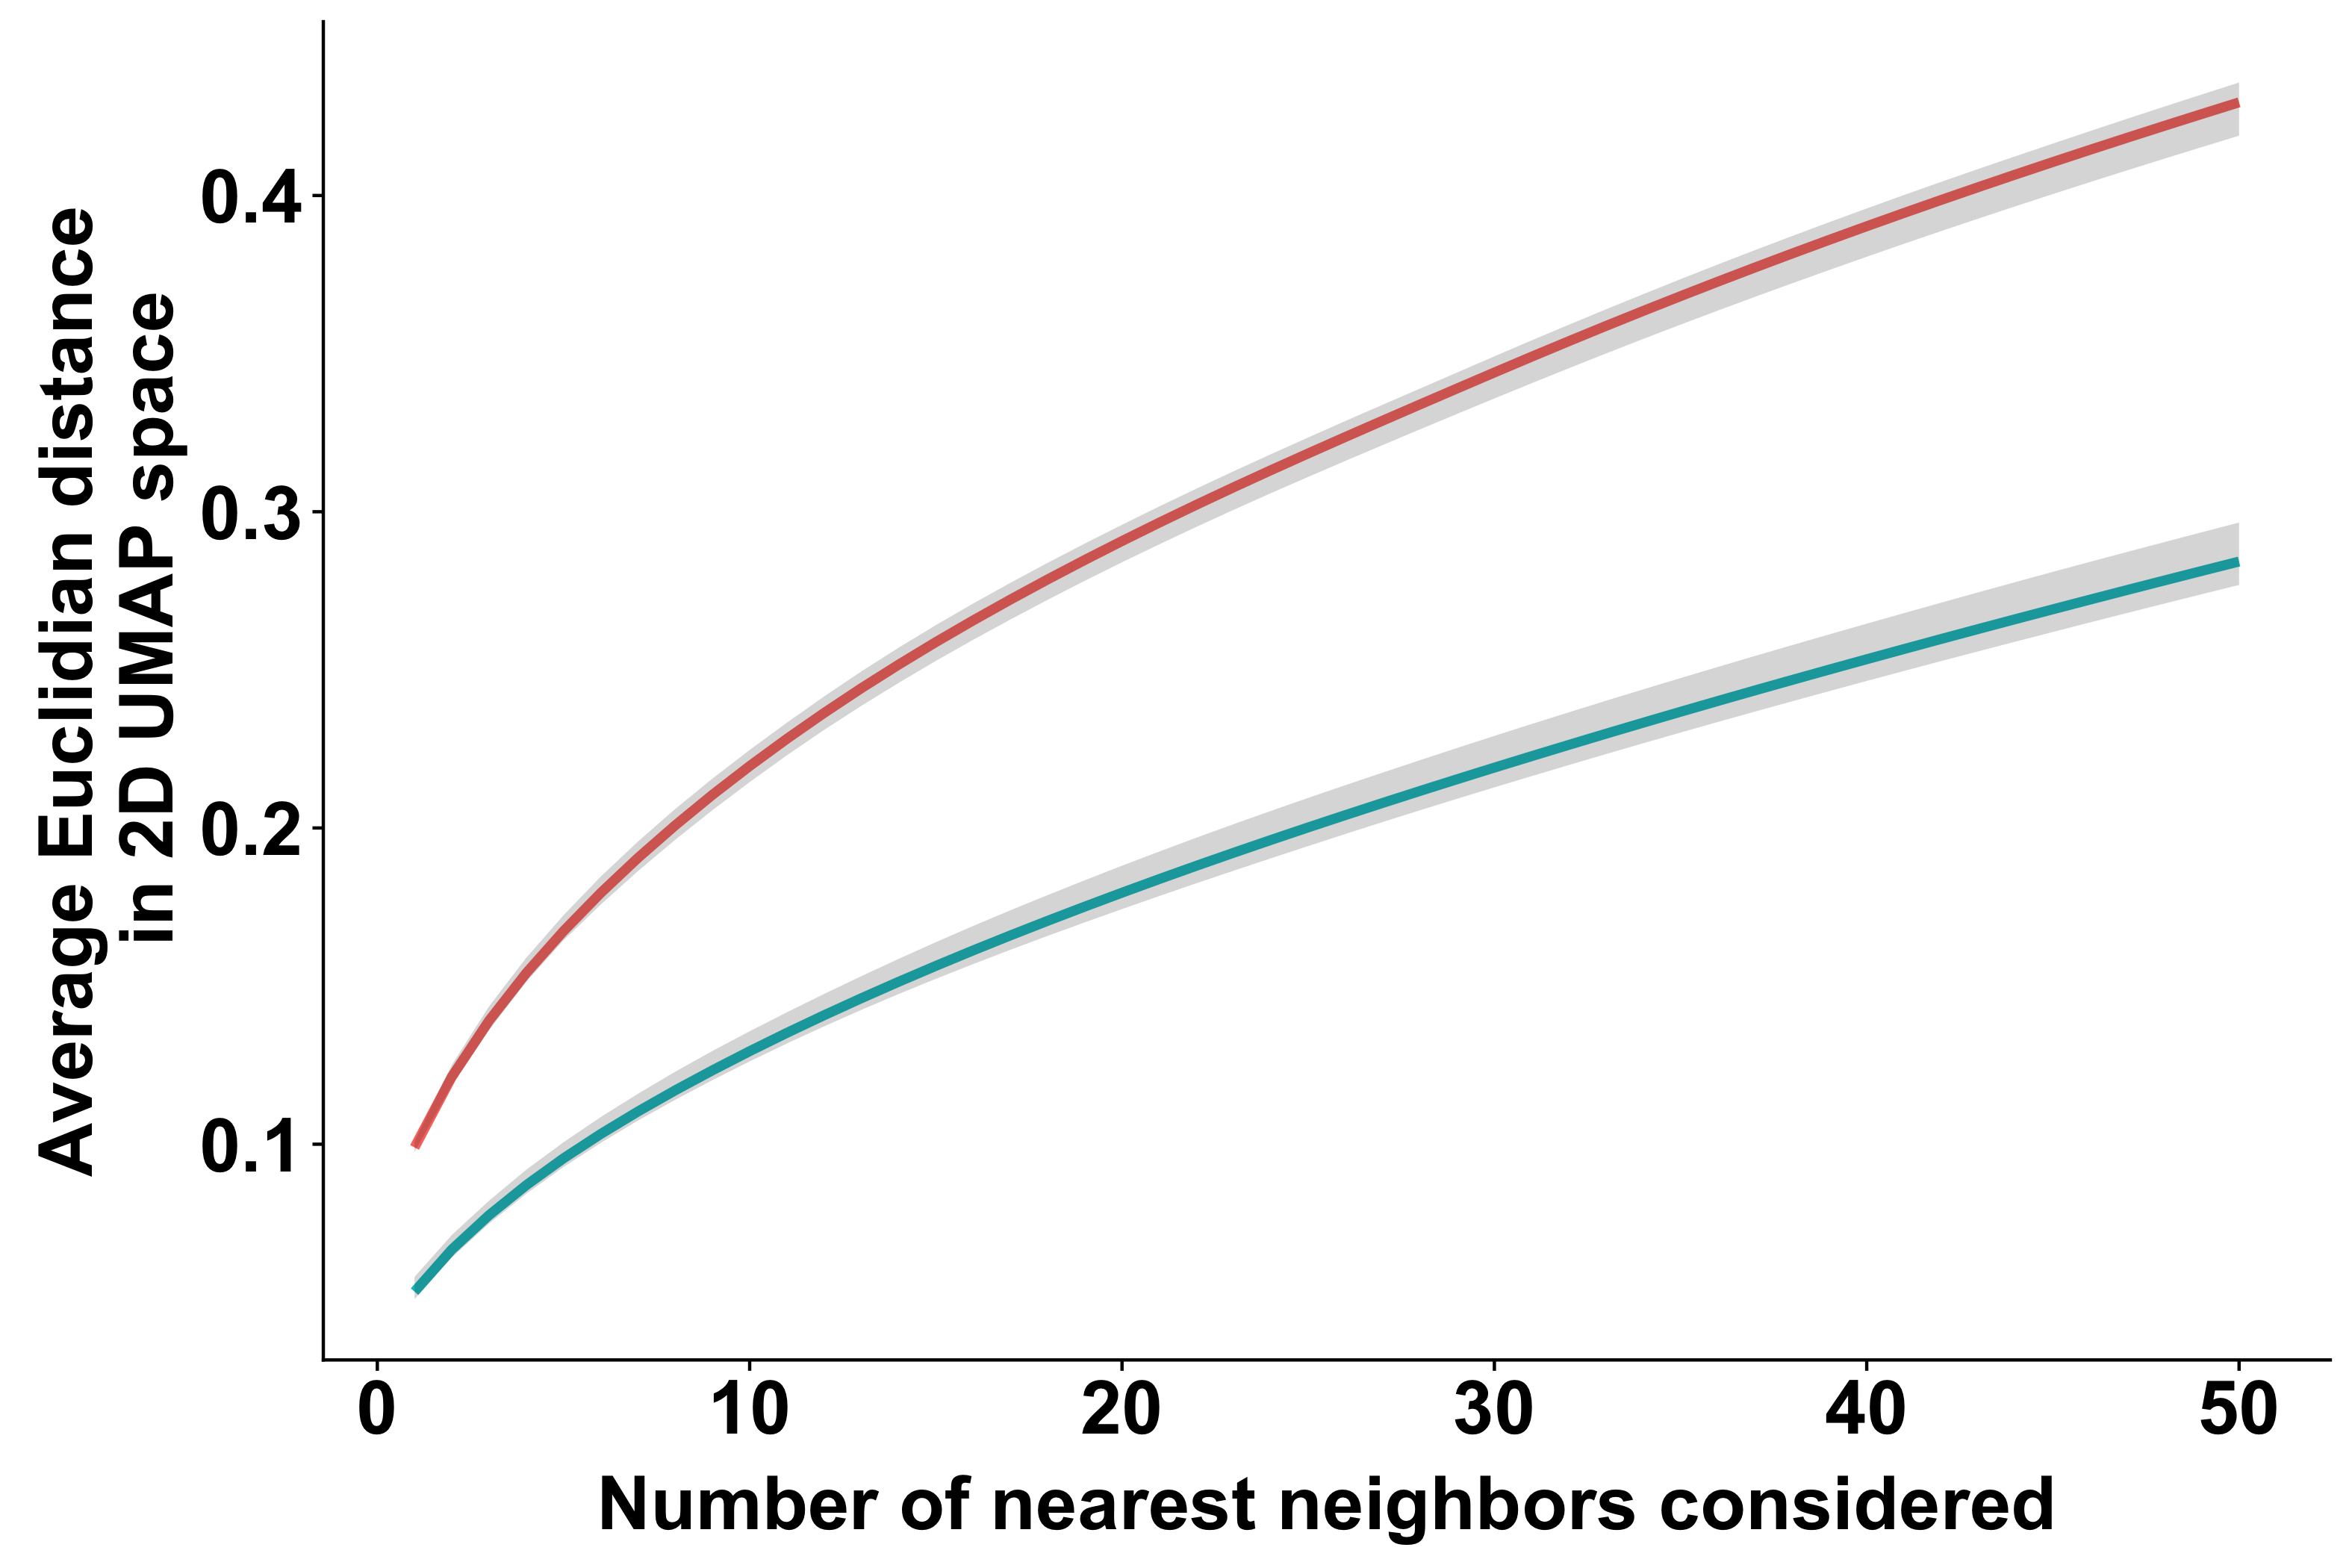 Average Euclidian distance
in 2D UMAP space
0.4
0.3
0.2
0.1
0 10 20 30 40 50
Number of nearest neighbors considered